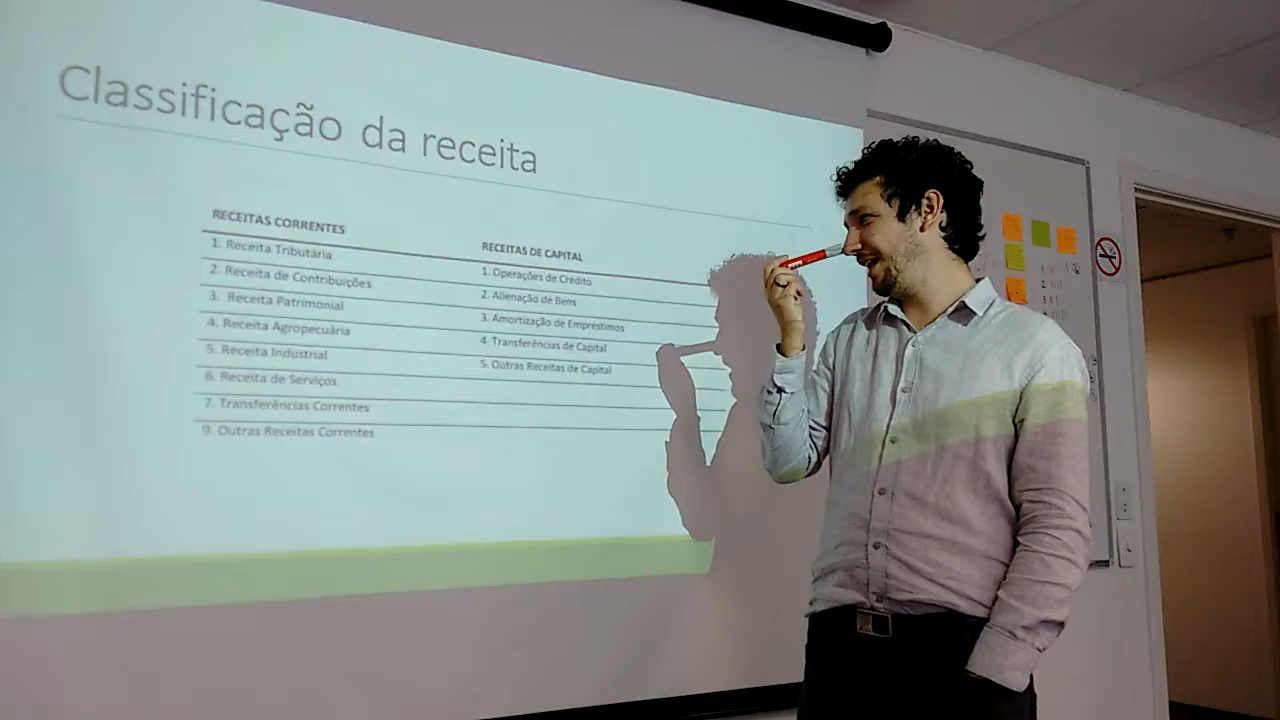 Classificação da receita
RECEITAS CORRENTES
1. Receita Tributária
2. Receita de Contribuições
3. Receita Patrimonial
4. Receita Agropecuária
5. Receita Industrial
6. Receita de Serviços
7. Transferências Correntes
9. Outras Receitas Correntes
RECEITAS DE CAPITAL
1. Operações de Crédito
2. Alienação de Bens
3. Amortização de Empréstimos
4. Transferências de Capital
5. Outras Receitas de Capital